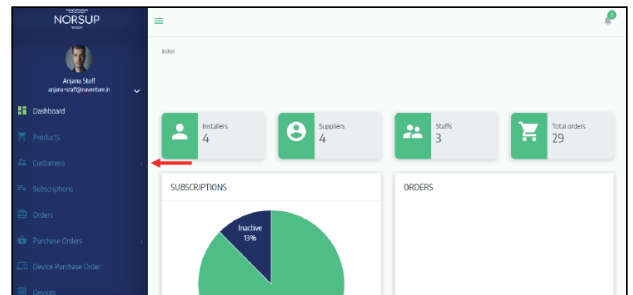 NORSUP
Anjana Staff
anjana+staff@inaventure.in
Dashboard
Products
Customers
Subscriptions
Orders
Purchase Orders
Device Purchase Order
Devices
Index
Installers
4
Suppliers
4
Staffs
3
Total orders
29
SUBSCRIPTIONS
Inactive
13%
ORDERS